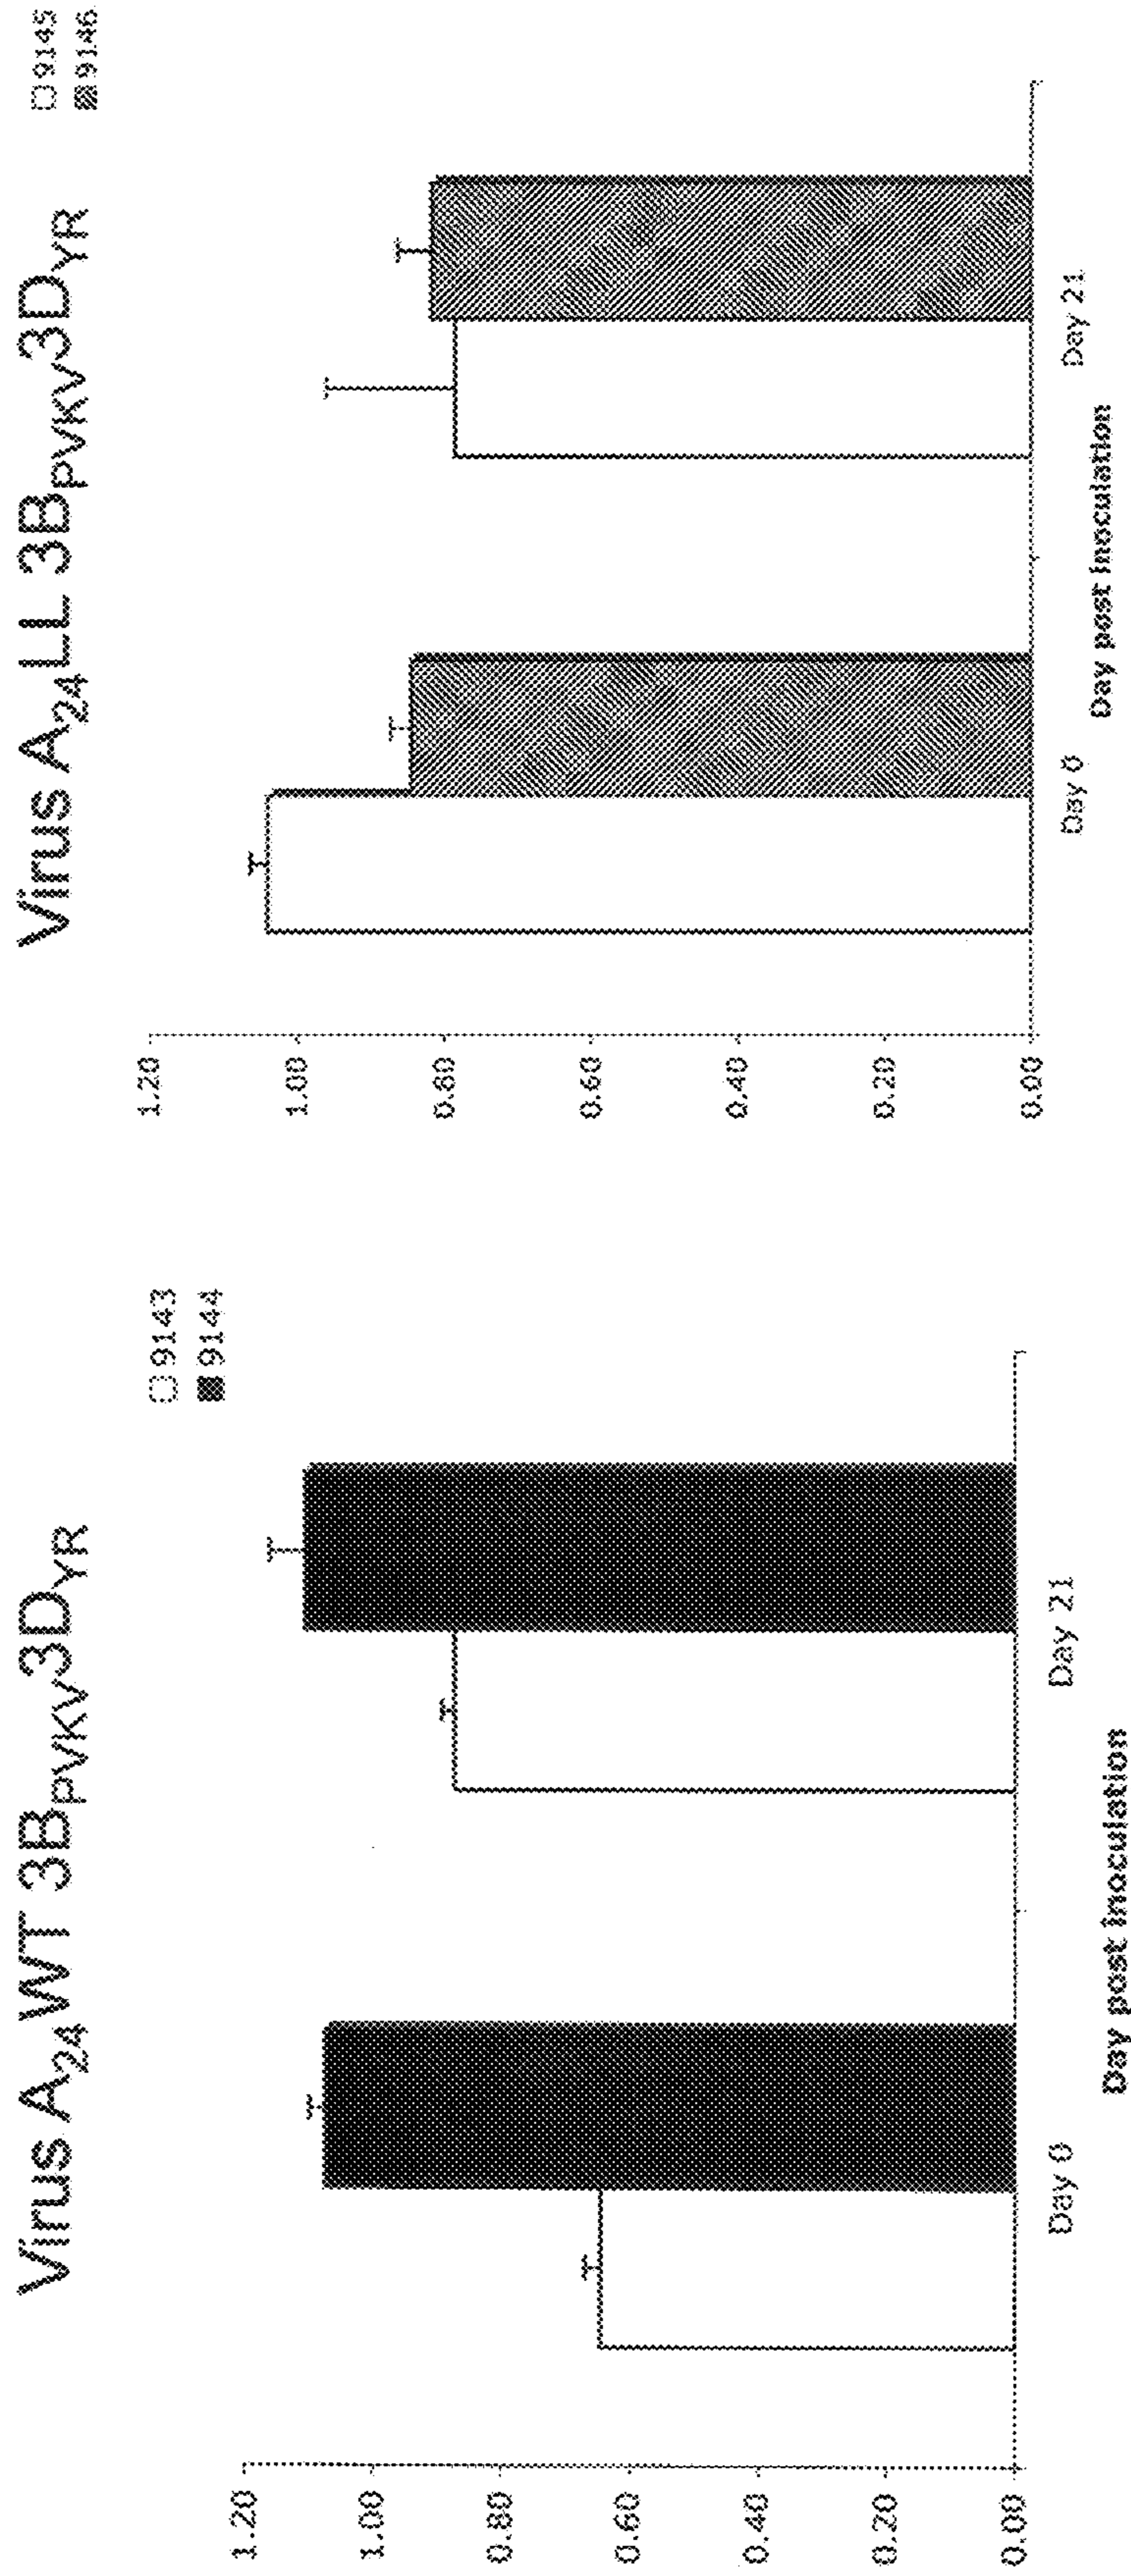 Virus A24WT 3BPVKV3DYR
9143
9144
1.20
1.00
0.80
0.60
0.40
0.20
0.00
Day 0
Day 21
Day post inoculation
Virus A24LL 3BPVKV3DYR
9145
9146
1.20
1.00
0.80
0.60
0.40
0.20
0.00
Day 0
Day 21
Day post inoculation